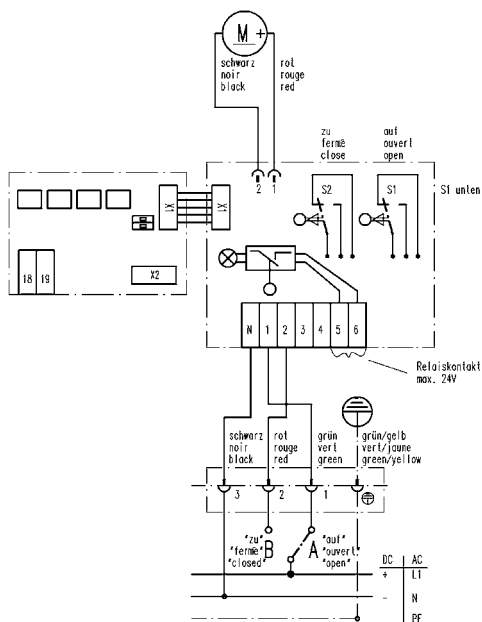 M +
schwarz
noir
black
rot
rouge
red
zu
fermé
close
auf
ouvert
open
2 1
S2
S1
S1 unten
X1
X1
18 19
X2
N 1 2 3 4 5 6
Relaiskontakt
max. 24V
schwarz
noir
black
rot
rouge
red
grün
vert
green
grün/gelb
vert/jaune
green/yellow
3 2 1
"zu"
"fermé"
"closed"
B
A
"auf"
"ouvert"
"open"
DC AC
+ L1
- N
PE